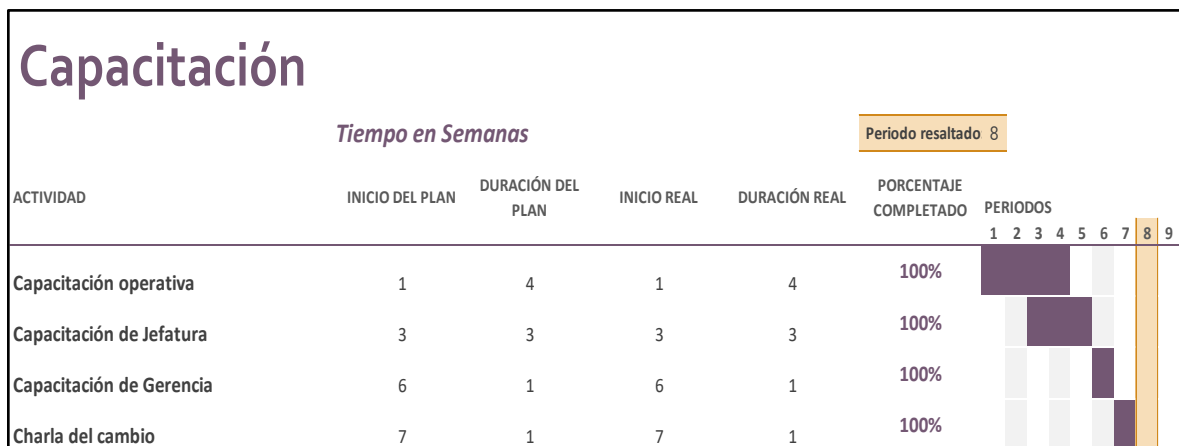 Capacitación
Tiempo en Semanas
Periodo resaltado 8
ACTIVIDAD INICIO DEL PLAN DURACIÓN DEL PLAN INICIO REAL DURACIÓN REAL PORCENTAJE COMPLETADO PERIODOS
1 2 3 4 5 6 7 8 9
Capacitación operativa 1 4 1 4 100%
Capacitación de Jefatura 3 3 3 3 100%
Capacitación de Gerencia 6 1 6 1 100%
Charla del cambio 7 1 7 1 100%